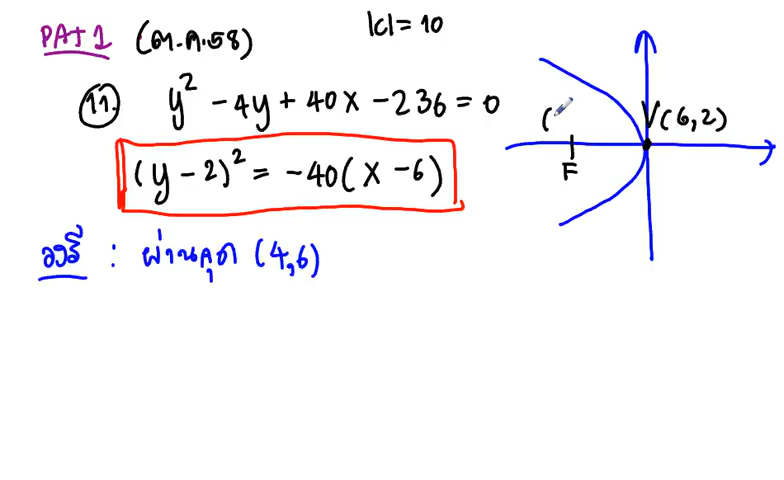 PAT 1 (ต.ค.58)
|c| = 10
11. y² - 4y + 40x - 236 = 0
(y - 2)² = -40(x - 6)
V(6,2)
(
F
วงรี : ผ่านจุด (4,6)